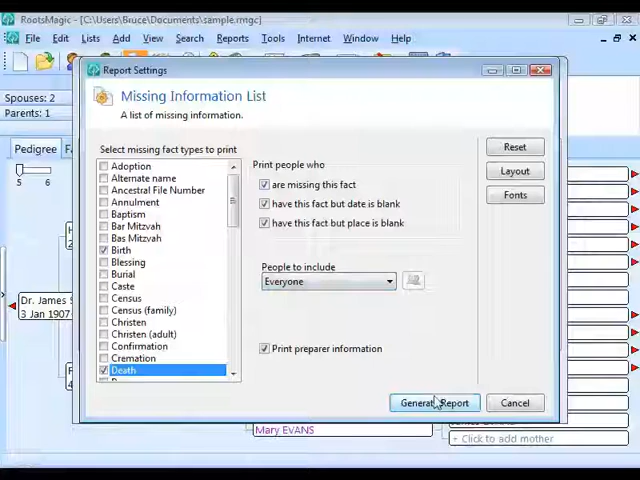 RootsMagic - [C:\Users\Bruce\Documents\sample.rmgc]
File Edit Lists Add View Search Reports Tools Internet Window Help
Report Settings
Spouses: 2
Parents: 1
Missing Information List
A list of missing information.
Pedigree
5 6
Select missing fact types to print
Adoption
Alternate name
Ancestral File Number
Annulment
Baptism
Bar Mitzvah
Bas Mitzvah
Birth
Blessing
Burial
Caste
Census
Census (family)
Christen
Christen (adult)
Confirmation
Cremation
Death
Print people who
are missing this fact
have this fact but date is blank
have this fact but place is blank
People to include
Everyone
Print preparer information
Reset
Layout
Fonts
Generate Report
Cancel
Dr. James S
3 Jan 1907
Mary EVANS
+ Click to add mother